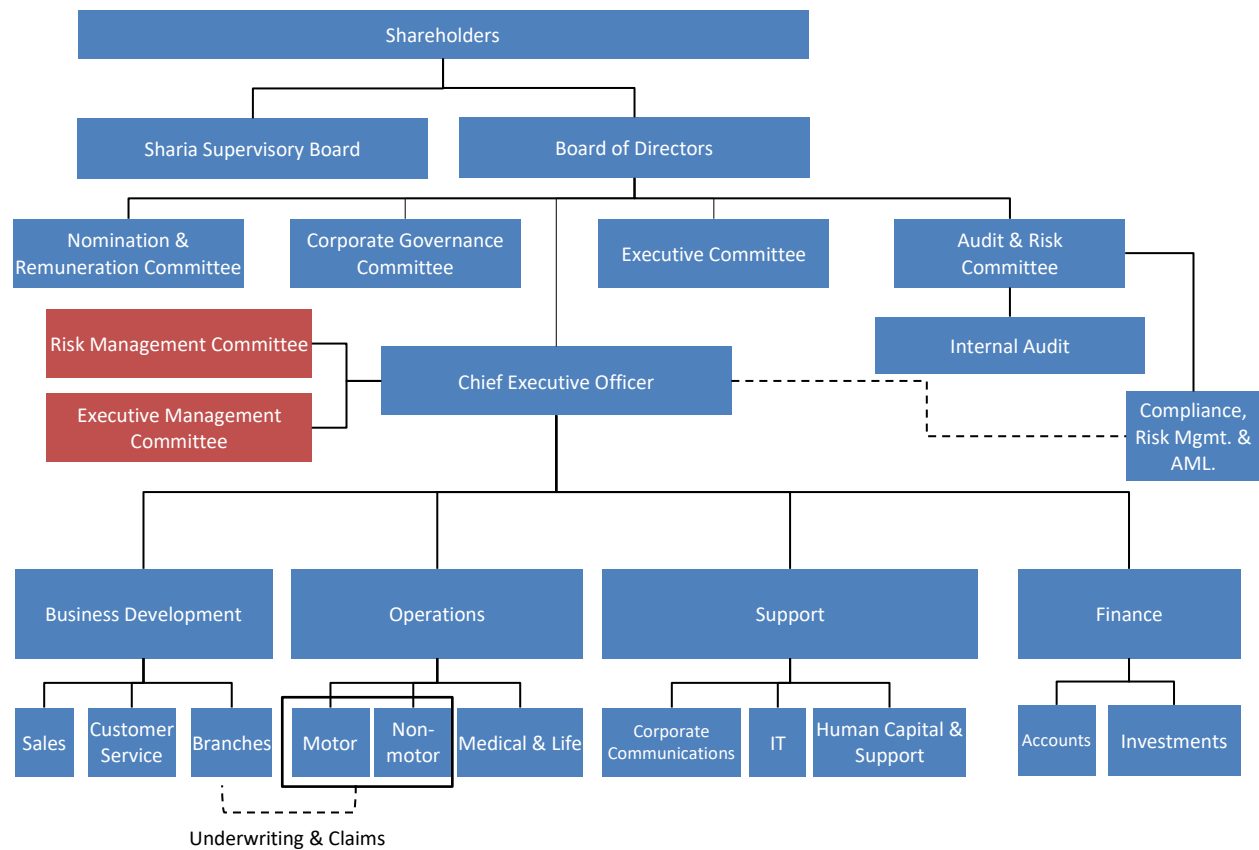 Shareholders
Sharia Supervisory Board
Board of Directors
Nomination &
Remuneration Committee
Corporate Governance
Committee
Executive Committee
Audit & Risk
Committee
Risk Management Committee
Internal Audit
Chief Executive Officer
Executive Management
Committee
Compliance,
Risk Mgmt. &
AML.
Business Development
Operations
Support
Finance
Sales
Customer
Service
Branches
Motor
Non-
motor
Medical & Life
Corporate
Communications
IT
Human Capital &
Support
Accounts
Investments
Underwriting & Claims